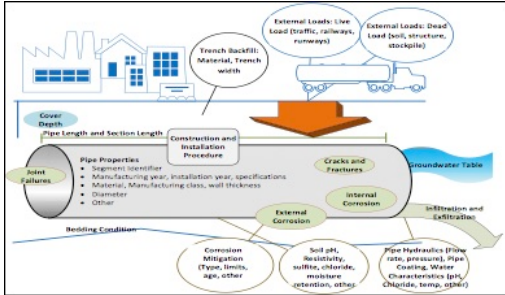 External Loads: Live
Load (traffic, railways,
runways)
External Loads: Dead
Load (soil, structure,
stockpile)
Trench Backfill:
Material, Trench
width
Cover
Depth
Pipe Length and Section Length
Construction and
Installation
Procedure
Pipe Properties
• Segment Identifier
• Manufacturing year, installation year, specifications
• Material, Manufacturing class, wall thickness
• Diameter
• Other
Joint
Failures
Cracks and
Fractures
Groundwater Table
Internal
Corrosion
External
Corrosion
Infiltration and
Exfiltration
Bedding Condition
Corrosion
Mitigation
(Type, limits,
age, other
Soil pH,
Resistivity,
sulfite, chloride,
moisture
retention, other
Pipe Hydraulics (Flow
rate, pressure), Pipe
Coating, Water
Characteristics (pH,
Chloride, temp, other)